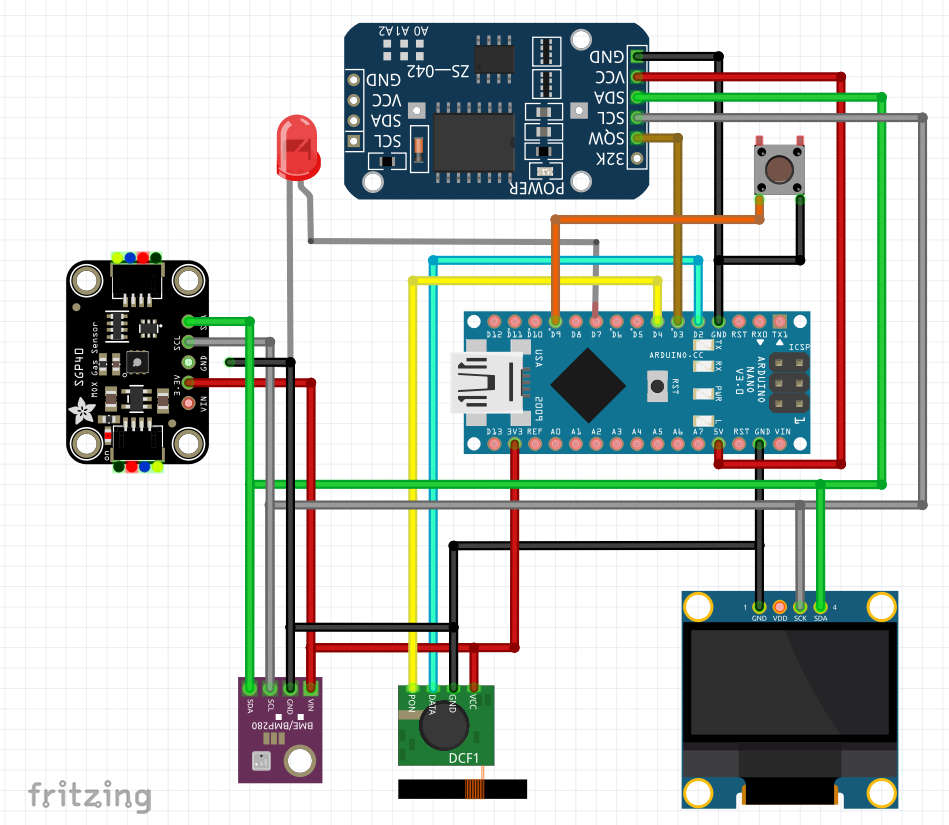 A0 A1A2
ZS-042
GND
VCC
SDA
SCL
GND
VCC
SDA
SCL
SQW
32K
POWER
SGP40
MOX Gas Sensor
SCL
GND
3.3V
VIN
on
D12 D11 D10 D9 D8 D7 D6 D5 D4 D3 D2 GND RST RX0 TX1
USA
2009
ARDUINO.CC
RST
TX
RX
PWR
L
ARDUINO
NANO
V3.0
ICSP
1
D13 3V3 REF A0 A1 A2 A3 A4 A5 A6 A7 5V RST GND VIN
SDA
SCL
GND
VIN
BME/BMP280
PON
DATA
GND
VCC
DCF1
1 4
GND VDD SCK SDA
fritzing